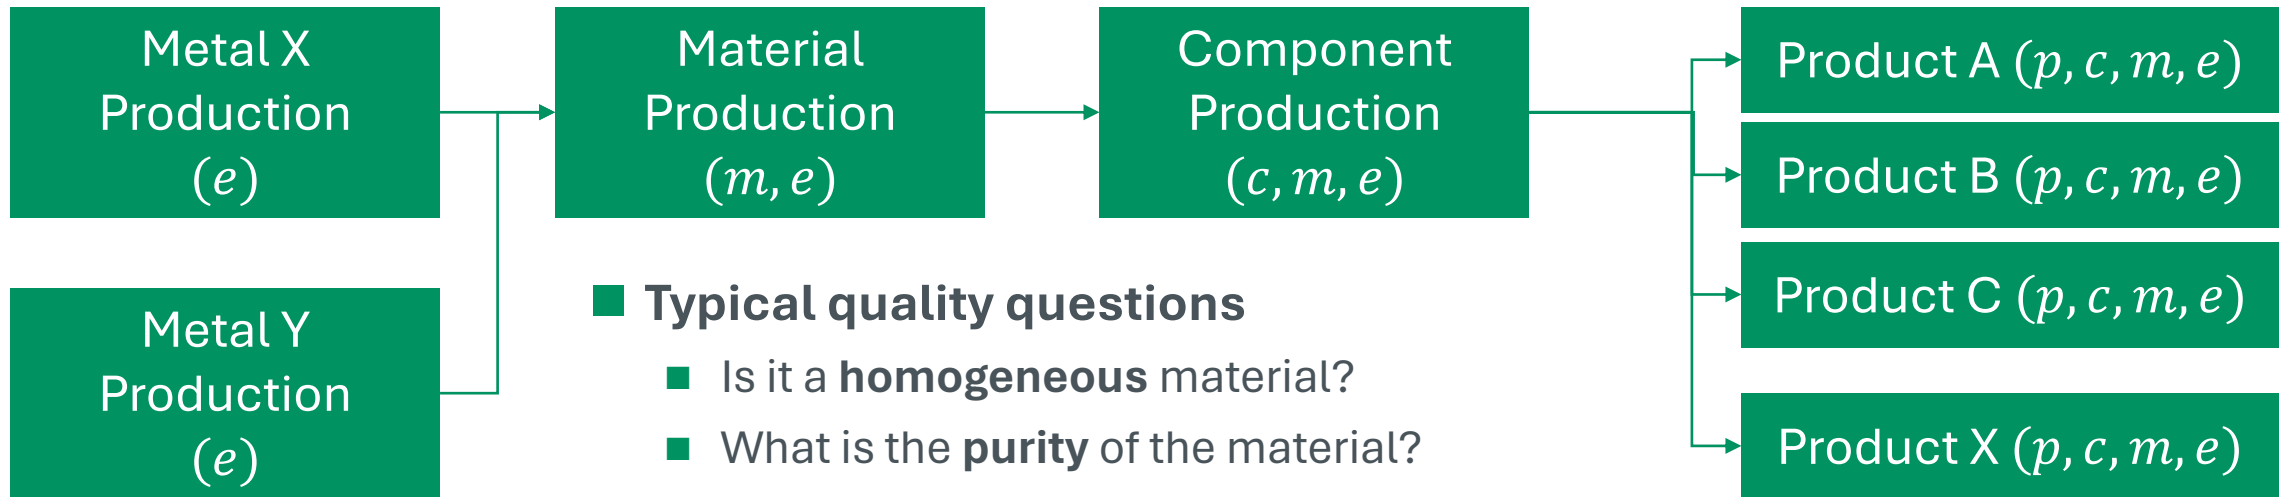 Metal X
Production
(e)
Metal Y
Production
(e)
Material
Production
(m, e)
Component
Production
(c, m, e)
Typical quality questions
Is it a homogeneous material?
What is the purity of the material?
Product A (p, c, m, e)
Product B (p, c, m, e)
Product C (p, c, m, e)
Product X (p, c, m, e)